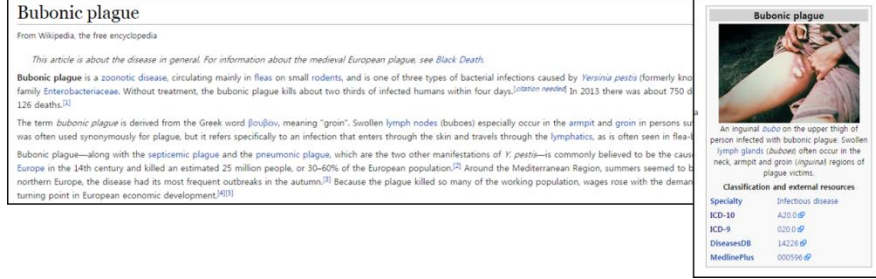 Bubonic plague
From Wikipedia, the free encyclopedia
This article is about the disease in general. For information about the medieval European plague, see Black Death.
Bubonic plague is a zoonotic disease, circulating mainly in fleas on small rodents, and is one of three types of bacterial infections caused by Yersinia pestis (formerly kno
family Enterobacteriaceae. Without treatment, the bubonic plague kills about two thirds of infected humans within four days.[citation needed] In 2013 there was about 750 d
126 deaths.[1]
The term bubonic plague is derived from the Greek word βουβών, meaning "groin". Swollen lymph nodes (buboes) especially occur in the armpit and groin in persons su
was often used synonymously for plague, but it refers specifically to an infection that enters through the skin and travels through the lymphatics, as is often seen in flea-b
Bubonic plague—along with the septicemic plague and the pneumonic plague, which are the two other manifestations of Y. pestis—is commonly believed to be the cause
Europe in the 14th century and killed an estimated 25 million people, or 30–60% of the European population.[2] Around the Mediterranean Region, summers seemed to b
northern Europe, the disease had its most frequent outbreaks in the autumn.[3] Because the plague killed so many of the working population, wages rose with the deman
turning point in European economic development.[4][5]
Bubonic plague
An inguinal bubo on the upper thigh of
person infected with bubonic plague. Swollen
lymph glands (buboes) often occur in the
neck, armpit and groin (inguinal) regions of
plague victims.
Classification and external resources
Specialty Infectious disease
ICD-10 A20.0
ICD-9 020.0
DiseasesDB 14226
MedlinePlus 000596